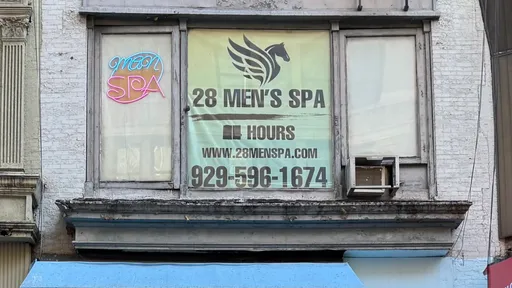 MEN
SPA
28 MEN'S SPA
HOURS
WWW.28MENSPA.COM
929-596-1674